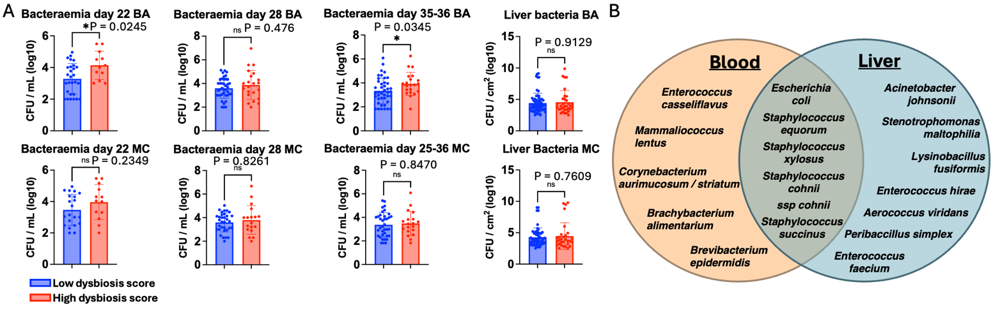 A
Bacteraemia day 22 BA
*P = 0.0245
CFU / mL (log10)
6
4
2
0
Bacteraemia day 28 BA
ns P = 0.476
CFU / mL (log10)
8
6
4
2
0
Bacteraemia day 35-36 BA
P = 0.0345
*
CFU / mL (log10)
8
6
4
2
0
Liver bacteria BA
P = 0.9129
ns
CFU / cm2 (log10)
15
10
5
0
Bacteraemia day 22 MC
ns P = 0.2349
CFU / mL (log10)
6
4
2
0
Bacteraemia day 28 MC
P = 0.8261
ns
CFU / mL (log10)
8
6
4
2
0
Bacteraemia day 25-36 MC
P = 0.8470
ns
CFU / mL (log10)
8
6
4
2
0
Liver Bacteria MC
P = 0.7609
ns
CFU / cm2 (log10)
15
10
5
0
Low dysbiosis score
High dysbiosis score
B
Blood
Enterococcus
casseliflavus
Mammaliococcus
lentus
Corynebacterium
aurimucosum / striatum
Brachybacterium
alimentarium
Brevibacterium
epidermidis
Escherichia
coli
Staphylococcus
equorum
Staphylococcus
xylosus
Staphylococcus
cohnii
ssp cohnii
Staphylococcus
succinus
Liver
Acinetobacter
johnsonii
Stenotrophomonas
maltophilia
Lysinobacillus
fusiformis
Enterococcus hirae
Aerococcus viridans
Peribaccillus simplex
Enterococcus
faecium